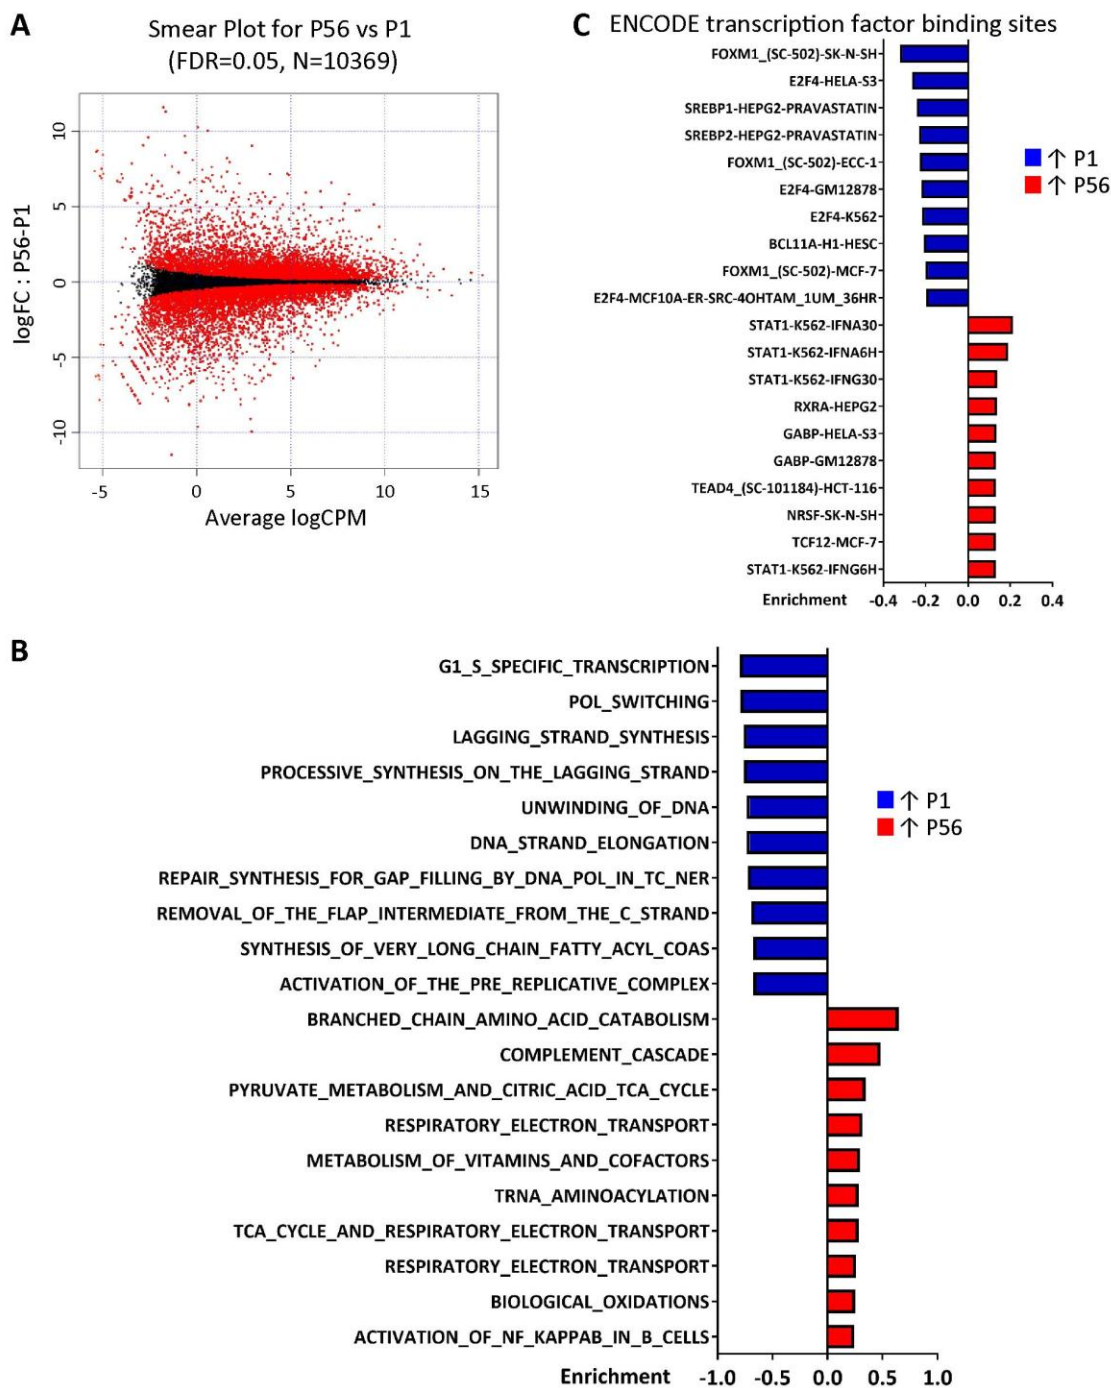 A
Smear Plot for P56 vs P1
(FDR=0.05, N=10369)
logFC : P56-P1
10
5
0
-5
-10
-5 0 5 10 15
Average logCPM
C ENCODE transcription factor binding sites
FOXM1_(SC-502)-SK-N-SH
E2F4-HELA-S3
SREBP1-HEPG2-PRAVASTATIN
SREBP2-HEPG2-PRAVASTATIN
FOXM1_(SC-502)-ECC-1
E2F4-GM12878
E2F4-K562
BCL11A-H1-HESC
FOXM1_(SC-502)-MCF-7
E2F4-MCF10A-ER-SRC-4OHTAM_1UM_36HR
STAT1-K562-IFNA30
STAT1-K562-IFNA6H
STAT1-K562-IFNG30
RXRA-HEPG2
GABP-HELA-S3
GABP-GM12878
TEAD4_(SC-101184)-HCT-116
NRSF-SK-N-SH
TCF12-MCF-7
STAT1-K562-IFNG6H
↑ P1
↑ P56
Enrichment -0.4 -0.2 0.0 0.2 0.4
B
G1_S_SPECIFIC_TRANSCRIPTION
POL_SWITCHING
LAGGING_STRAND_SYNTHESIS
PROCESSIVE_SYNTHESIS_ON_THE_LAGGING_STRAND
UNWINDING_OF_DNA
DNA_STRAND_ELONGATION
REPAIR_SYNTHESIS_FOR_GAP_FILLING_BY_DNA_POL_IN_TC_NER
REMOVAL_OF_THE_FLAP_INTERMEDIATE_FROM_THE_C_STRAND
SYNTHESIS_OF_VERY_LONG_CHAIN_FATTY_ACYL_COAS
ACTIVATION_OF_THE_PRE_REPLICATIVE_COMPLEX
BRANCHED_CHAIN_AMINO_ACID_CATABOLISM
COMPLEMENT_CASCADE
PYRUVATE_METABOLISM_AND_CITRIC_ACID_TCA_CYCLE
RESPIRATORY_ELECTRON_TRANSPORT
METABOLISM_OF_VITAMINS_AND_COFACTORS
TRNA_AMINOACYLATION
TCA_CYCLE_AND_RESPIRATORY_ELECTRON_TRANSPORT
RESPIRATORY_ELECTRON_TRANSPORT
BIOLOGICAL_OXIDATIONS
ACTIVATION_OF_NF_KAPPAB_IN_B_CELLS
↑ P1
↑ P56
Enrichment -1.0 -0.5 0.0 0.5 1.0